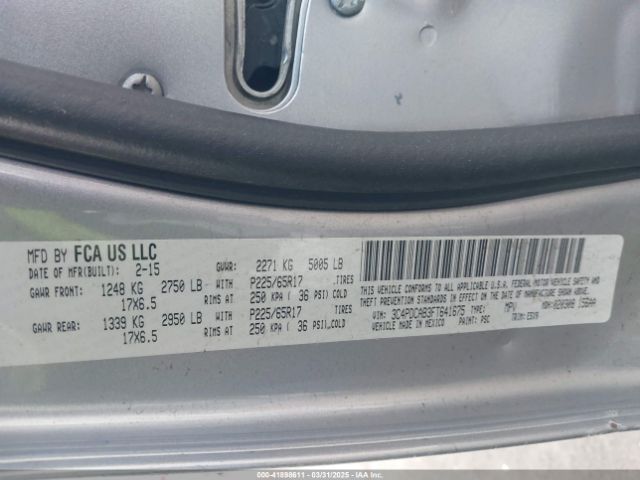 MFD BY FCA US LLC
DATE OF MFR(BUILT): 2-15 GVWR: 2271 KG 5005 LB
GAWR FRONT: 1248 KG 2750 LB WITH P225/65R17 TIRES
17X6.5 RIMS AT 250 KPA ( 36 PSI) COLD
GAWR REAR: 1339 KG 2950 LB WITH P225/65R17 TIRES
17X6.5 RIMS AT 250 KPA ( 36 PSI) COLD
THIS VEHICLE CONFORMS TO ALL APPLICABLE U.S.A. FEDERAL MOTOR VEHICLE SAFETY
AND THEFT PREVENTION STANDARDS IN EFFECT ON THE DATE OF MANUFACTURE SHOWN ABOVE.
VIN: 3C4PDCAB3FT641675 TYPE: MPV
VEHICLE MADE IN MEXICO
000-41898611 - 03/31/2025 - © IAA Inc.